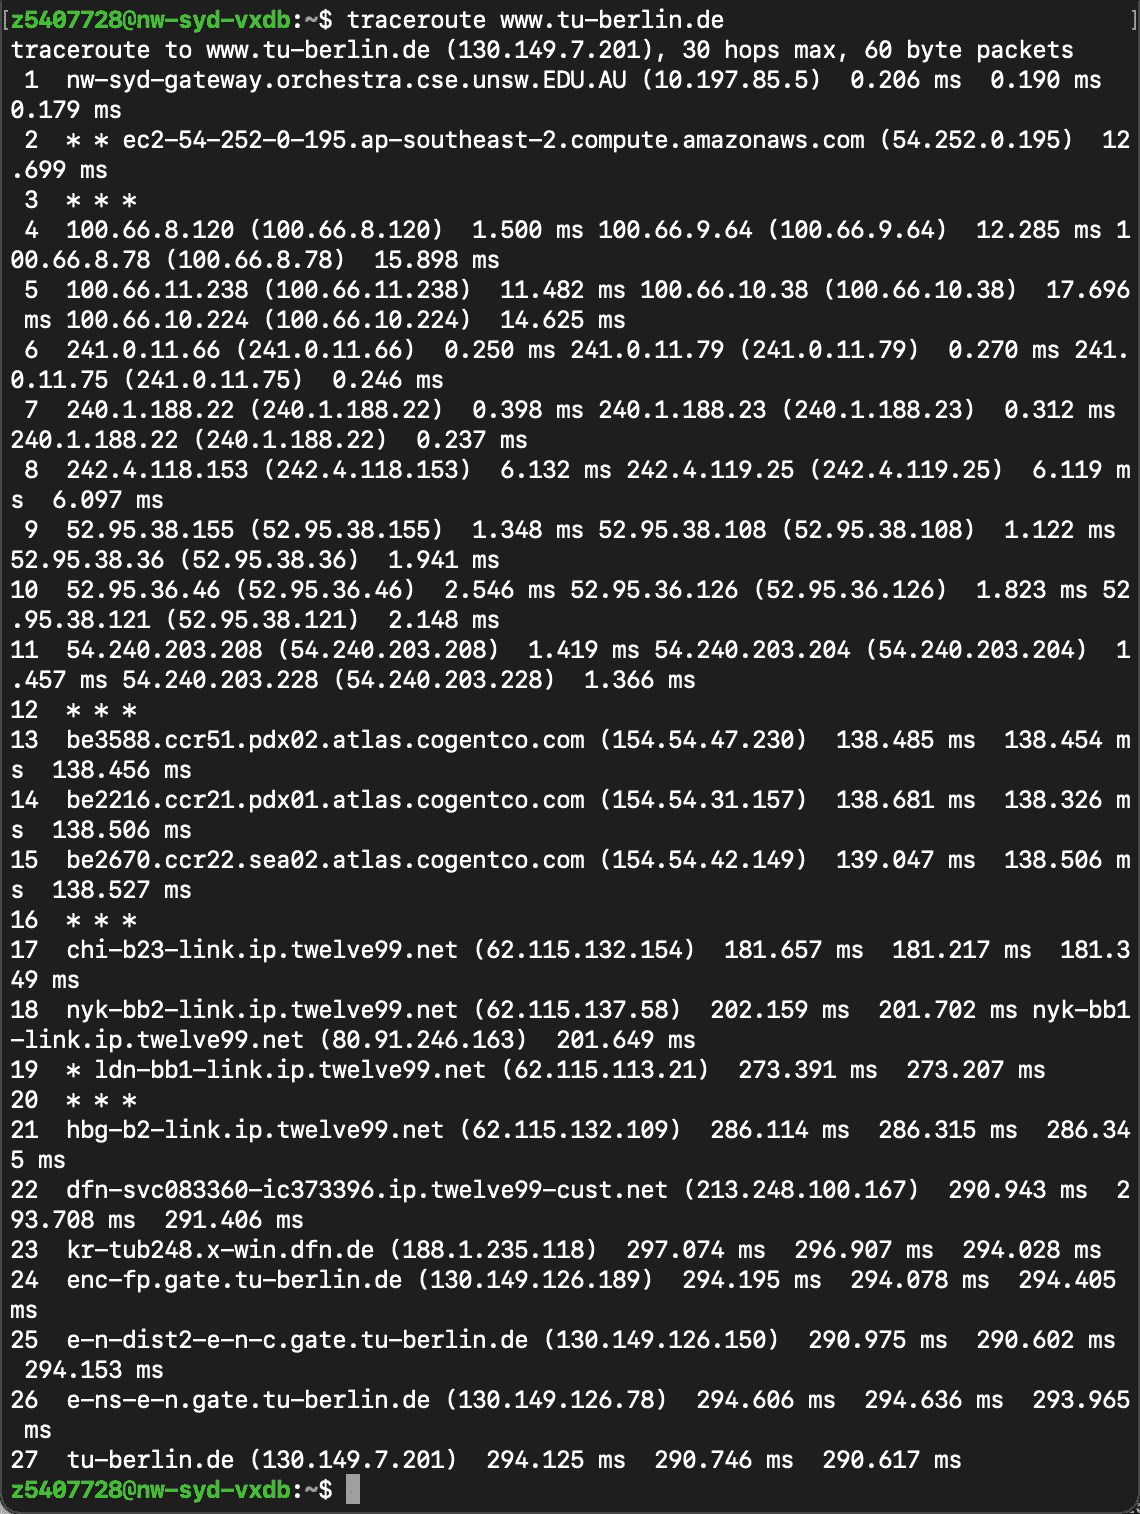 [z5407728@nw-syd-vxdb:~$ traceroute www.tu-berlin.de ]
traceroute to www.tu-berlin.de (130.149.7.201), 30 hops max, 60 byte packets
 1  nw-syd-gateway.orchestra.cse.unsw.EDU.AU (10.197.85.5)  0.206 ms  0.190 ms
0.179 ms
 2  * * ec2-54-252-0-195.ap-southeast-2.compute.amazonaws.com (54.252.0.195)  12
.699 ms
 3  * * *
 4  100.66.8.120 (100.66.8.120)  1.500 ms 100.66.9.64 (100.66.9.64)  12.285 ms 1
00.66.8.78 (100.66.8.78)  15.898 ms
 5  100.66.11.238 (100.66.11.238)  11.482 ms 100.66.10.38 (100.66.10.38)  17.696
 ms 100.66.10.224 (100.66.10.224)  14.625 ms
 6  241.0.11.66 (241.0.11.66)  0.250 ms 241.0.11.79 (241.0.11.79)  0.270 ms 241.
0.11.75 (241.0.11.75)  0.246 ms
 7  240.1.188.22 (240.1.188.22)  0.398 ms 240.1.188.23 (240.1.188.23)  0.312 ms
240.1.188.22 (240.1.188.22)  0.237 ms
 8  242.4.118.153 (242.4.118.153)  6.132 ms 242.4.119.25 (242.4.119.25)  6.119 m
s  6.097 ms
 9  52.95.38.155 (52.95.38.155)  1.348 ms 52.95.38.108 (52.95.38.108)  1.122 ms
52.95.38.36 (52.95.38.36)  1.941 ms
10  52.95.36.46 (52.95.36.46)  2.546 ms 52.95.36.126 (52.95.36.126)  1.823 ms 52
.95.38.121 (52.95.38.121)  2.148 ms
11  54.240.203.208 (54.240.203.208)  1.419 ms 54.240.203.204 (54.240.203.204)  1
.457 ms 54.240.203.228 (54.240.203.228)  1.366 ms
12  * * *
13  be3588.ccr51.pdx02.atlas.cogentco.com (154.54.47.230)  138.485 ms  138.454 m
s  138.456 ms
14  be2216.ccr21.pdx01.atlas.cogentco.com (154.54.31.157)  138.681 ms  138.326 m
s  138.506 ms
15  be2670.ccr22.sea02.atlas.cogentco.com (154.54.42.149)  139.047 ms  138.506 m
s  138.527 ms
16  * * *
17  chi-b23-link.ip.twelve99.net (62.115.132.154)  181.657 ms  181.217 ms  181.3
49 ms
18  nyk-bb2-link.ip.twelve99.net (62.115.137.58)  202.159 ms  201.702 ms nyk-bb1
-link.ip.twelve99.net (80.91.246.163)  201.649 ms
19  * ldn-bb1-link.ip.twelve99.net (62.115.113.21)  273.391 ms  273.207 ms
20  * * *
21  hbg-b2-link.ip.twelve99.net (62.115.132.109)  286.114 ms  286.315 ms  286.34
5 ms
22  dfn-svc083360-ic373396.ip.twelve99-cust.net (213.248.100.167)  290.943 ms  2
93.708 ms  291.406 ms
23  kr-tub248.x-win.dfn.de (188.1.235.118)  297.074 ms  296.907 ms  294.028 ms
24  enc-fp.gate.tu-berlin.de (130.149.126.189)  294.195 ms  294.078 ms  294.405
ms
25  e-n-dist2-e-n-c.gate.tu-berlin.de (130.149.126.150)  290.975 ms  290.602 ms
 294.153 ms
26  e-ns-e-n.gate.tu-berlin.de (130.149.126.78)  294.606 ms  294.636 ms  293.965
 ms
27  tu-berlin.de (130.149.7.201)  294.125 ms  290.746 ms  290.617 ms
z5407728@nw-syd-vxdb:~$